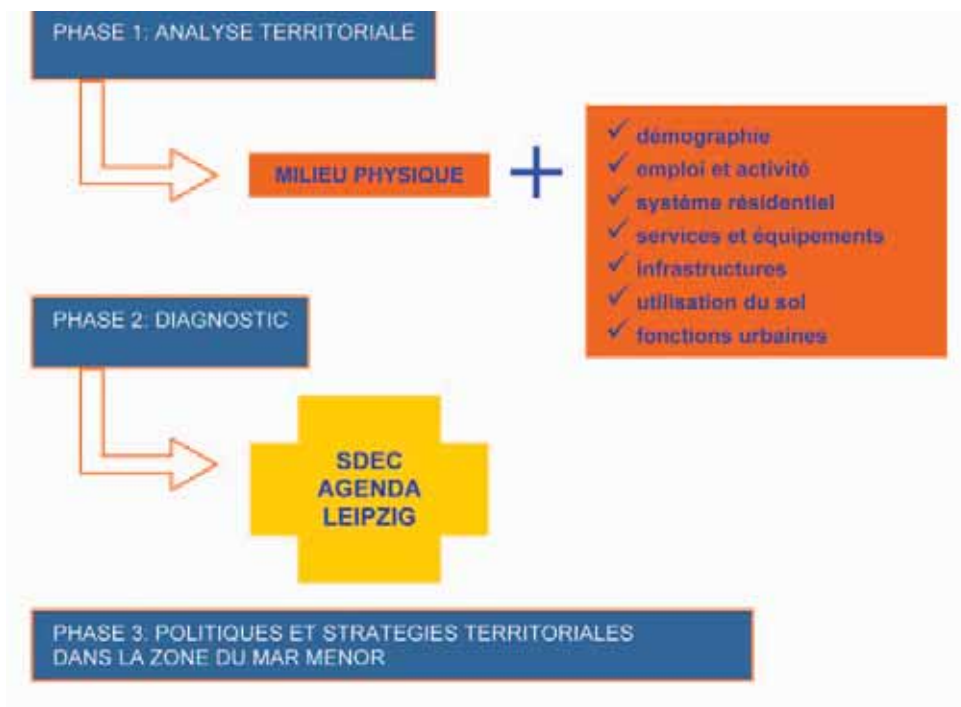 PHASE 1: ANALYSE TERRITORIALE
MILIEU PHYSIQUE
+
✓ démographie
✓ emploi et activité
✓ système résidentiel
✓ services et équipements
✓ infrastructures
✓ utilisation du sol
✓ fonctions urbaines
PHASE 2: DIAGNOSTIC
SDEC
AGENDA
LEIPZIG
PHASE 3: POLITIQUES ET STRATEGIES TERRITORIALES
DANS LA ZONE DU MAR MENOR